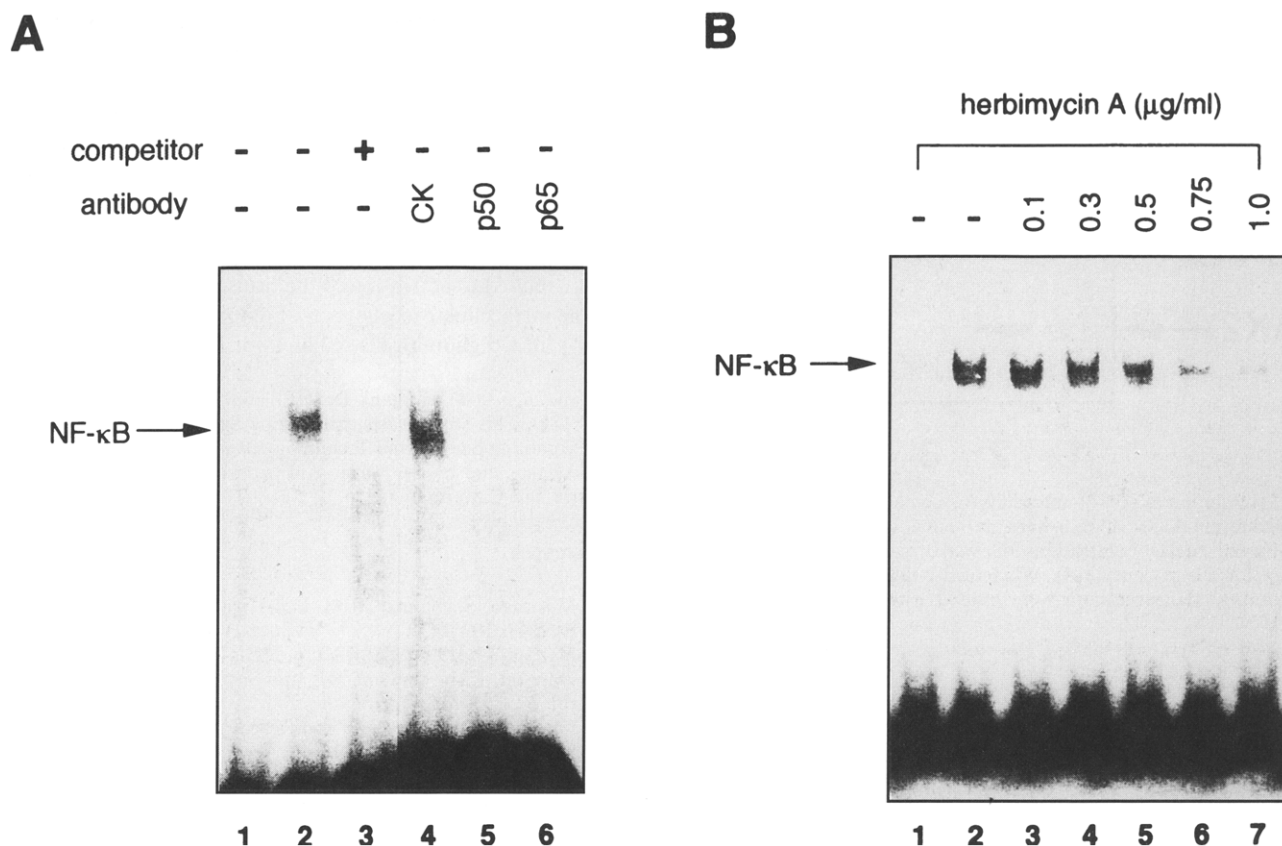 A
competitor - - + - - -
antibody - - - CK p50 p65
NF-κB
1 2 3 4 5 6
B
herbimycin A (μg/ml)
- - 0.1 0.3 0.5 0.75 1.0
NF-κB
1 2 3 4 5 6 7